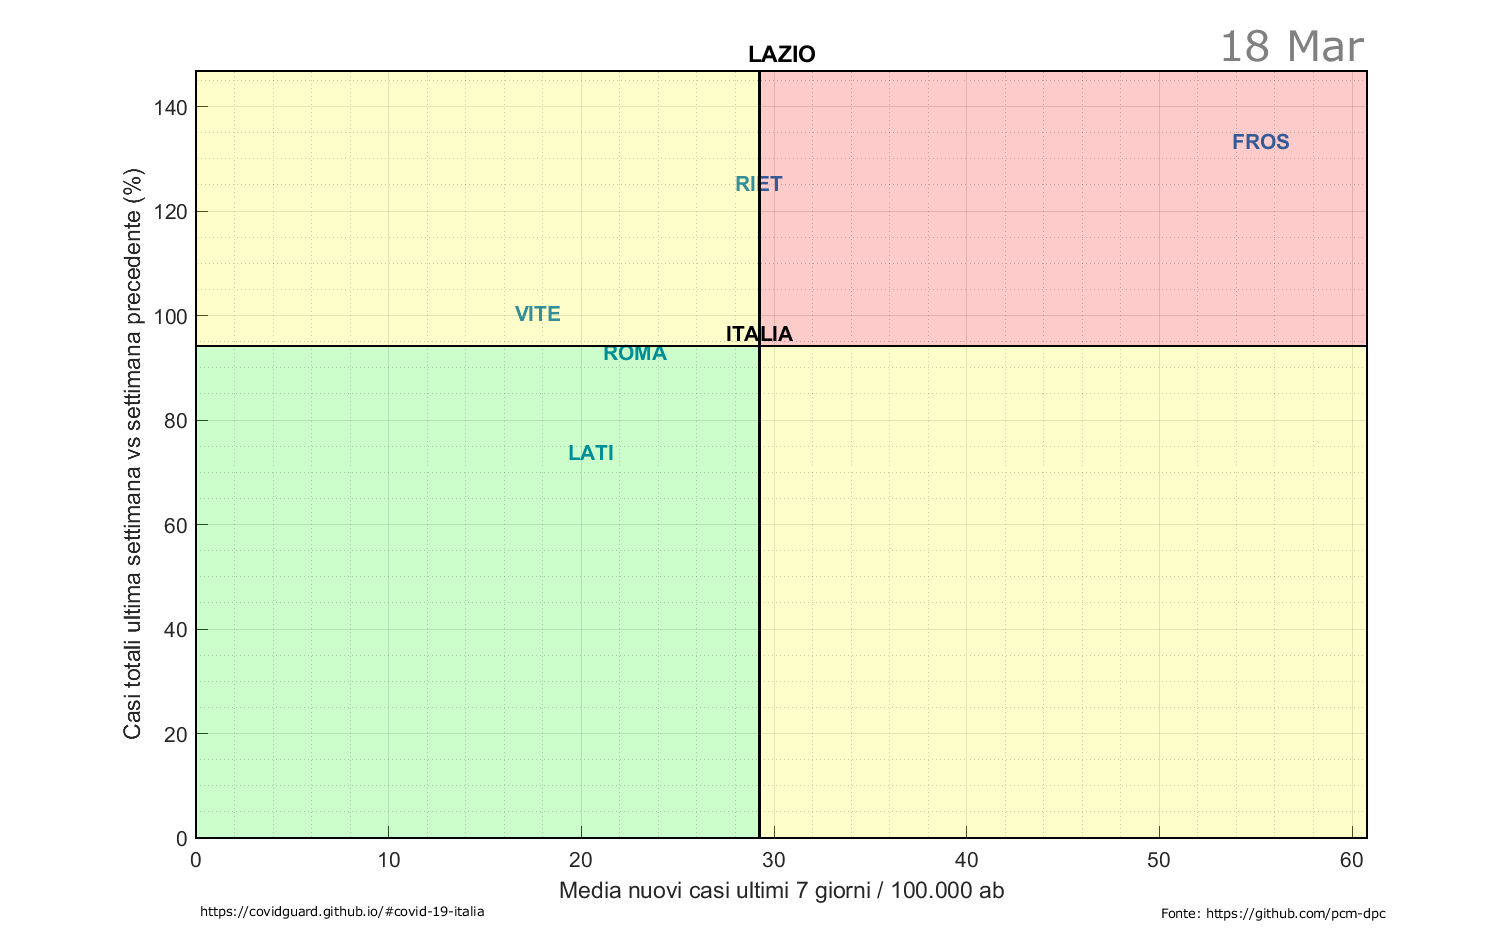 18 Mar
LAZIO
Casi totali ultima settimana vs settimana precedente (%)
140
120
100
80
60
40
20
0
FROS
RIET
VITE
ITALIA
ROMA
LATI
0 10 20 30 40 50 60
Media nuovi casi ultimi 7 giorni / 100.000 ab
https://covidguard.github.io/#covid-19-italia
Fonte: https://github.com/pcm-dpc